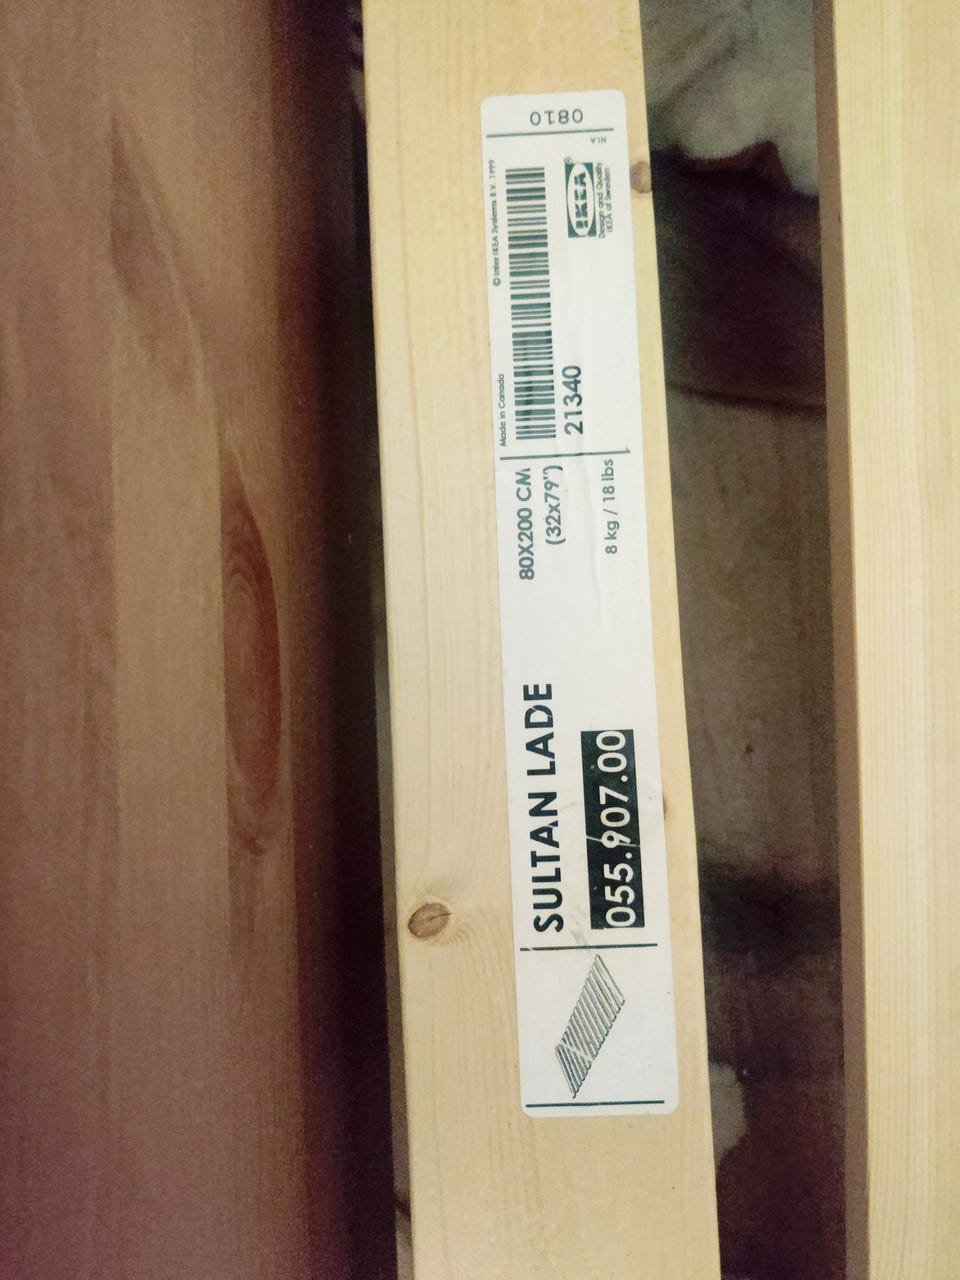 SULTAN LADE
055.907.00
80X200 CM
(32x79")
8 kg / 18 lbs
Made in Canada
© Inter IKEA Systems B.V. 1999
21340
IKEA®
Design and Quality
IKEA of Sweden
0810